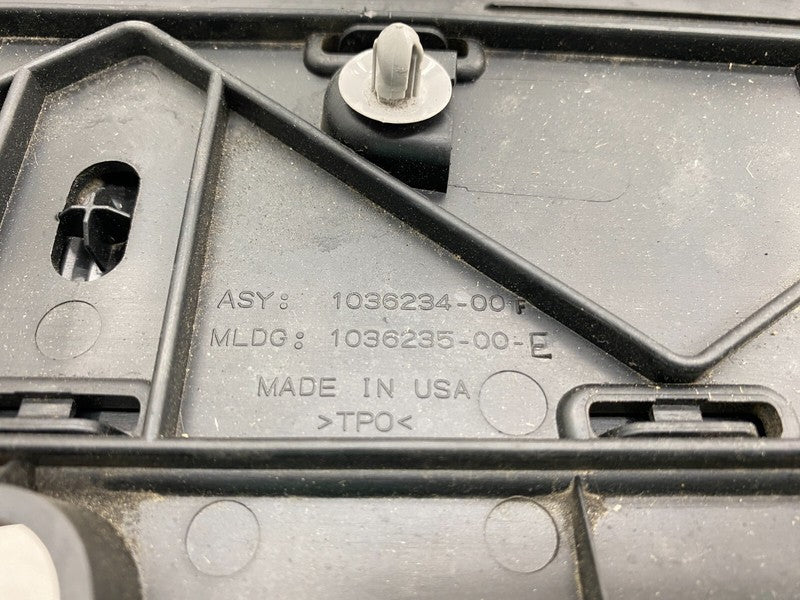 ASY: 1036234-00-F
MLDG: 1036235-00-E
MADE IN USA
>TPO<